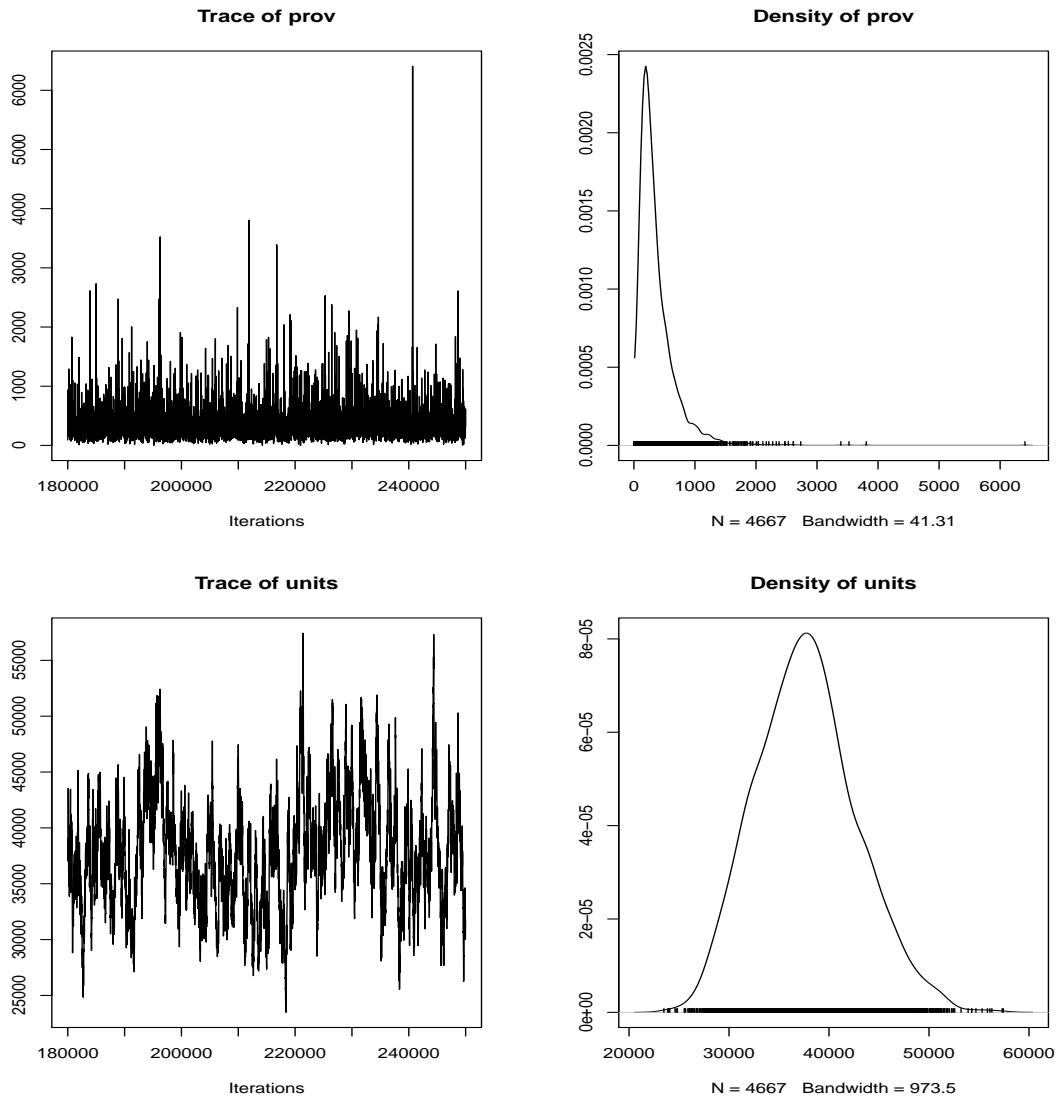 Trace of prov
6000
5000
4000
3000
2000
1000
0
180000 200000 220000 240000
Iterations
Density of prov
0.0025
0.0020
0.0015
0.0010
0.0005
0.0000
0 1000 2000 3000 4000 5000 6000
N = 4667 Bandwidth = 41.31
Trace of units
55000
50000
45000
40000
35000
30000
25000
180000 200000 220000 240000
Iterations
Density of units
8e−05
6e−05
4e−05
2e−05
0e+00
20000 30000 40000 50000 60000
N = 4667 Bandwidth = 973.5